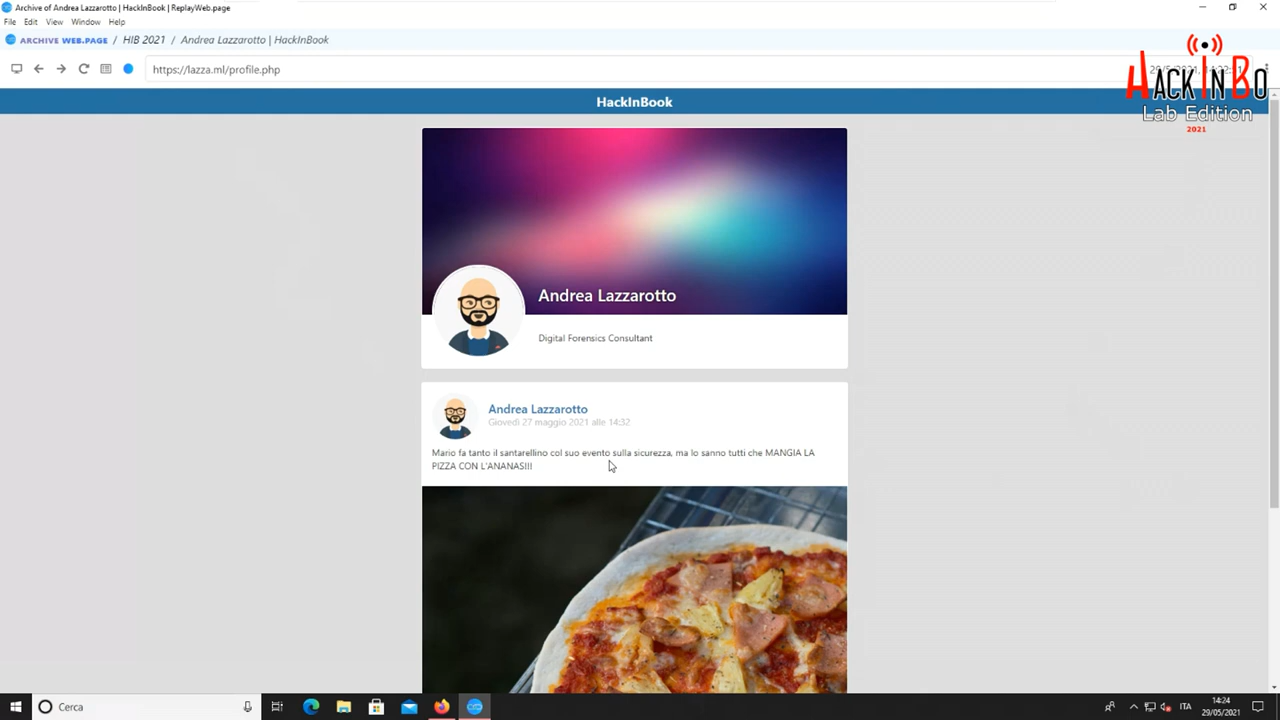 Archive of Andrea Lazzarotto | HackInBook | ReplayWeb.page
File Edit View Window Help
ARCHIVE WEB.PAGE / HIB 2021 / Andrea Lazzarotto | HackInBook
https://lazza.ml/profile.php
HackInBo
Lab Edition
2021
HackInBook
Andrea Lazzarotto
Digital Forensics Consultant
Andrea Lazzarotto
Giovedì 27 maggio 2021 alle 14:32
Mario fa tanto il santarellino col suo evento sulla sicurezza, ma lo sanno tutti che MANGIA LA
PIZZA CON L'ANANAS!!!
Cerca
ITA
14:24
29/05/2021